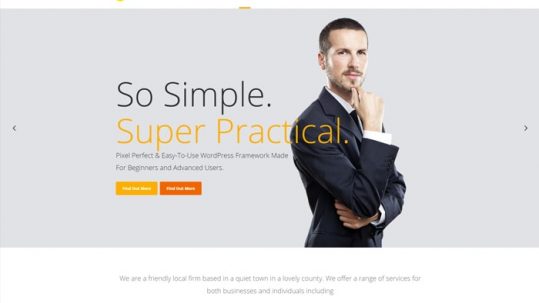 So Simple.
Super Practical.
Pixel Perfect & Easy-To-Use WordPress Framework Made
For Beginners and Advanced Users.
Find Out More Find Out More
We are a friendly local firm based in a quiet town in a lovely county. We offer a range of services for
both businesses and individuals including